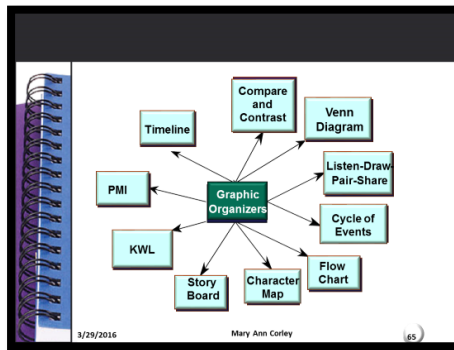 Compare
and
Contrast
Venn
Diagram
Timeline
Listen-Draw-
Pair-Share
PMI
Graphic
Organizers
Cycle of
Events
KWL
Flow
Chart
Story
Board
Character
Map
3/29/2016
Mary Ann Corley
65